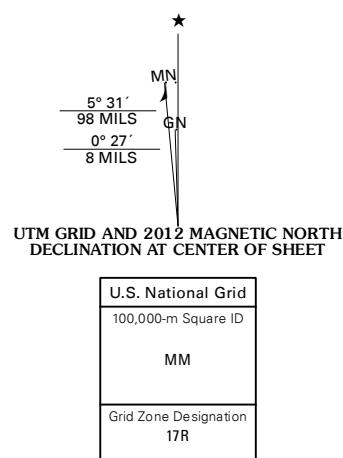 ★
MN
5° 31´
98 MILS
GN
0° 27´
8 MILS
UTM GRID AND 2012 MAGNETIC NORTH
DECLINATION AT CENTER OF SHEET
U.S. National Grid
100,000-m Square ID
MM
Grid Zone Designation
17R